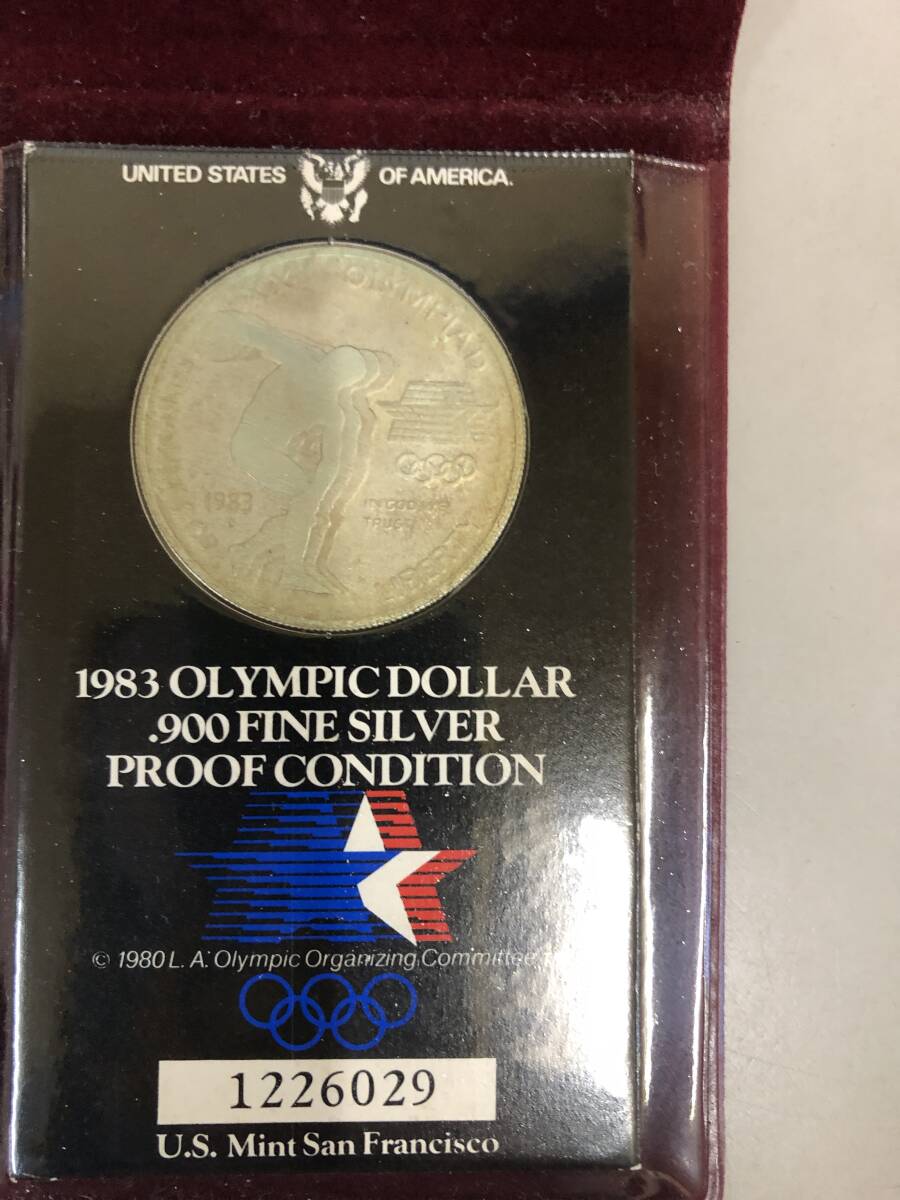 UNITED STATES OF AMERICA.
OLYMPIAD
1983
S
IN GOD WE
TRUST
LIBERTY
1983 OLYMPIC DOLLAR
.900 FINE SILVER
PROOF CONDITION
© 1980 L. A. Olympic Organizing Committee
1226029
U.S. Mint San Francisco